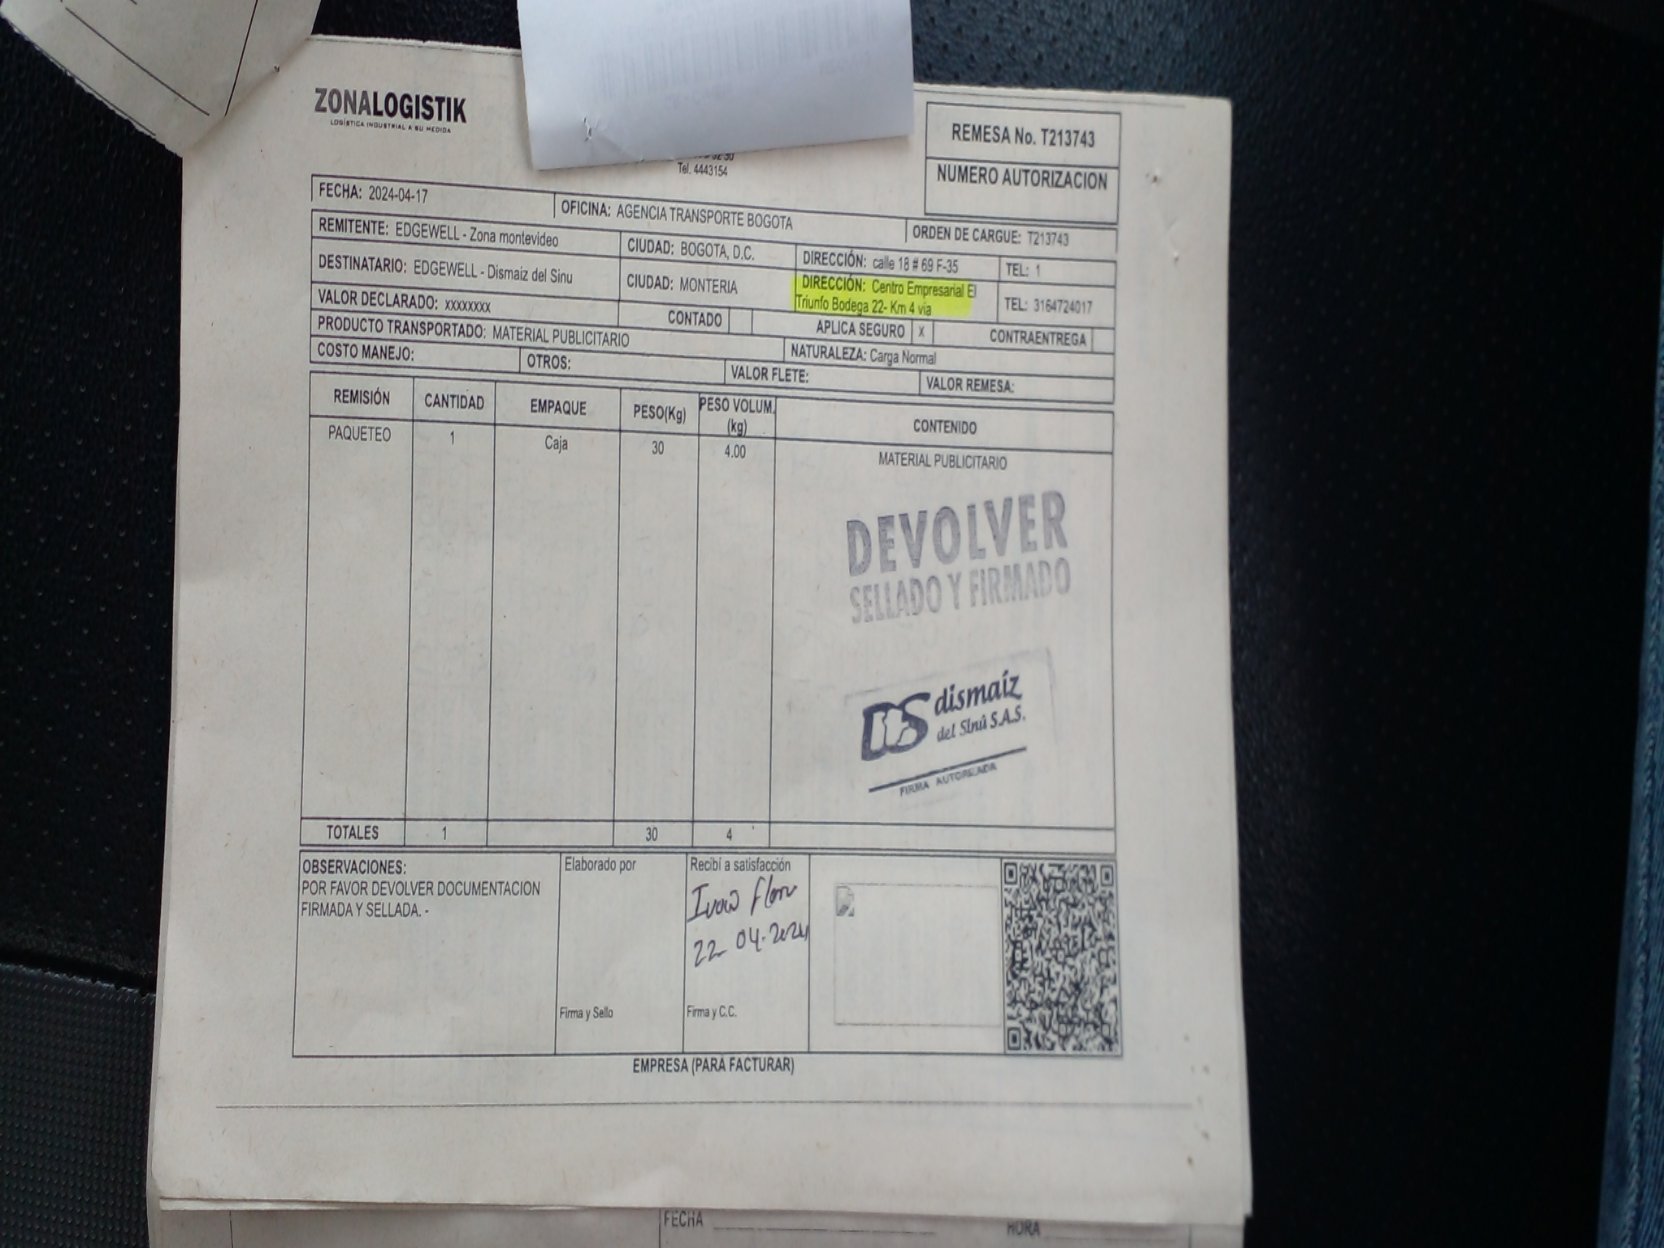 ZONALOGISTIK
LOGÍSTICA INDUSTRIAL A SU MEDIDA
Tel. 4443154
REMESA No. T213743
NUMERO AUTORIZACION
FECHA: 2024-04-17
OFICINA: AGENCIA TRANSPORTE BOGOTA
ORDEN DE CARGUE: T213743
REMITENTE: EDGEWELL - Zona montevideo
CIUDAD: BOGOTA, D.C.
DIRECCIÓN: calle 18 # 69 F-35
TEL: 1
DESTINATARIO: EDGEWELL - Dismaiz del Sinu
CIUDAD: MONTERIA
DIRECCIÓN: Centro Empresarial El
Triunfo Bodega 22- Km 4 via
TEL: 3164724017
VALOR DECLARADO: xxxxxxxx
CONTADO
APLICA SEGURO X
CONTRAENTREGA
PRODUCTO TRANSPORTADO: MATERIAL PUBLICITARIO
NATURALEZA: Carga Normal
COSTO MANEJO:
OTROS:
VALOR FLETE:
VALOR REMESA:
REMISIÓN CANTIDAD EMPAQUE PESO(Kg) PESO VOLUM. (kg) CONTENIDO
PAQUETEO 1 Caja 30 4.00 MATERIAL PUBLICITARIO
DEVOLVER
SELLADO Y FIRMADO
DS dismaíz
del Sinú S.A.S.
FIRMA AUTORIZADA
TOTALES 1 30 4
OBSERVACIONES:
POR FAVOR DEVOLVER DOCUMENTACION
FIRMADA Y SELLADA. -
Elaborado por
Firma y Sello
Recibí a satisfacción
22 04-2024
Firma y C.C.
EMPRESA (PARA FACTURAR)
FECHA
HORA